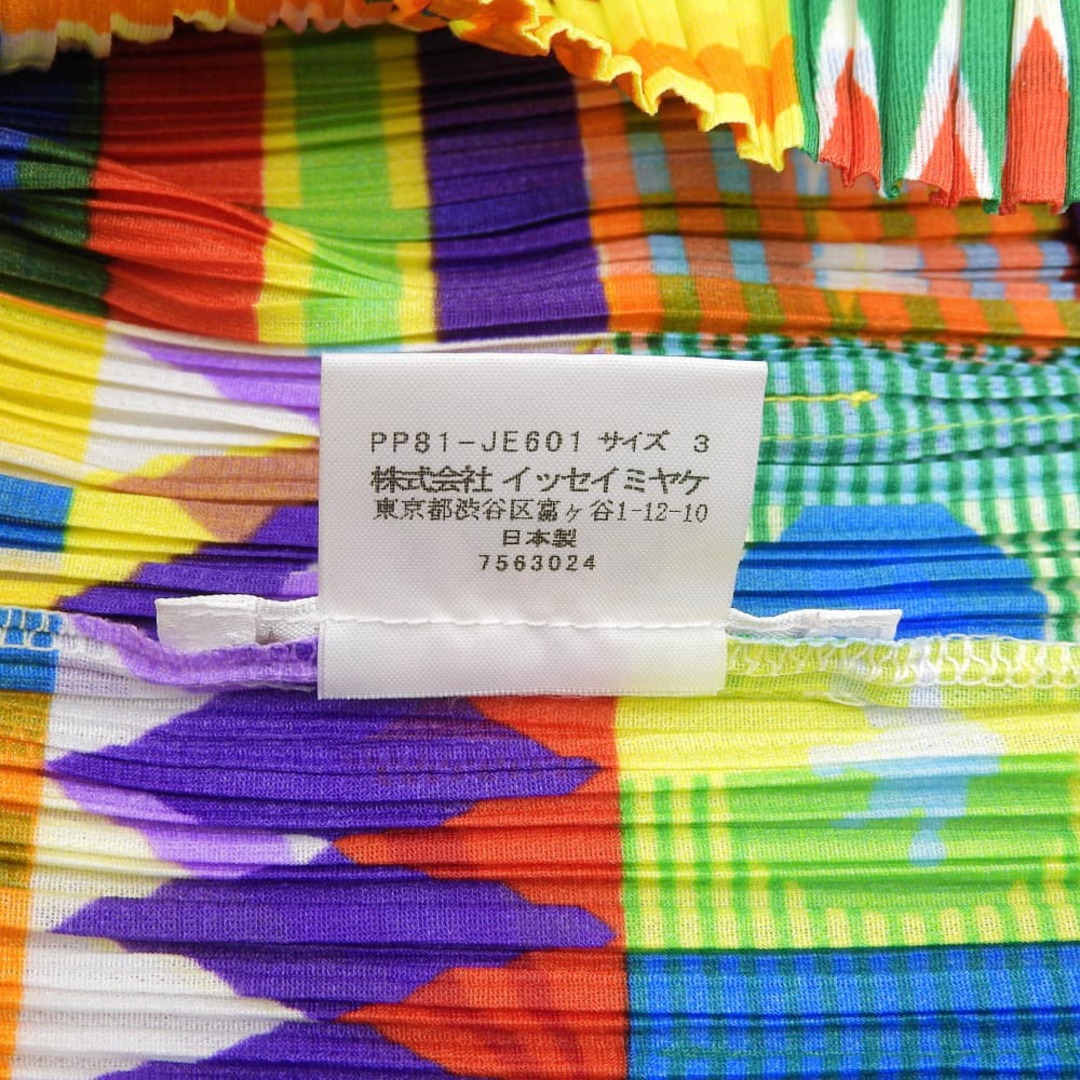 PP81-JE601 サイズ 3
株式会社 イッセイミヤケ
東京都渋谷区富ヶ谷1-12-10
日本製
7563024